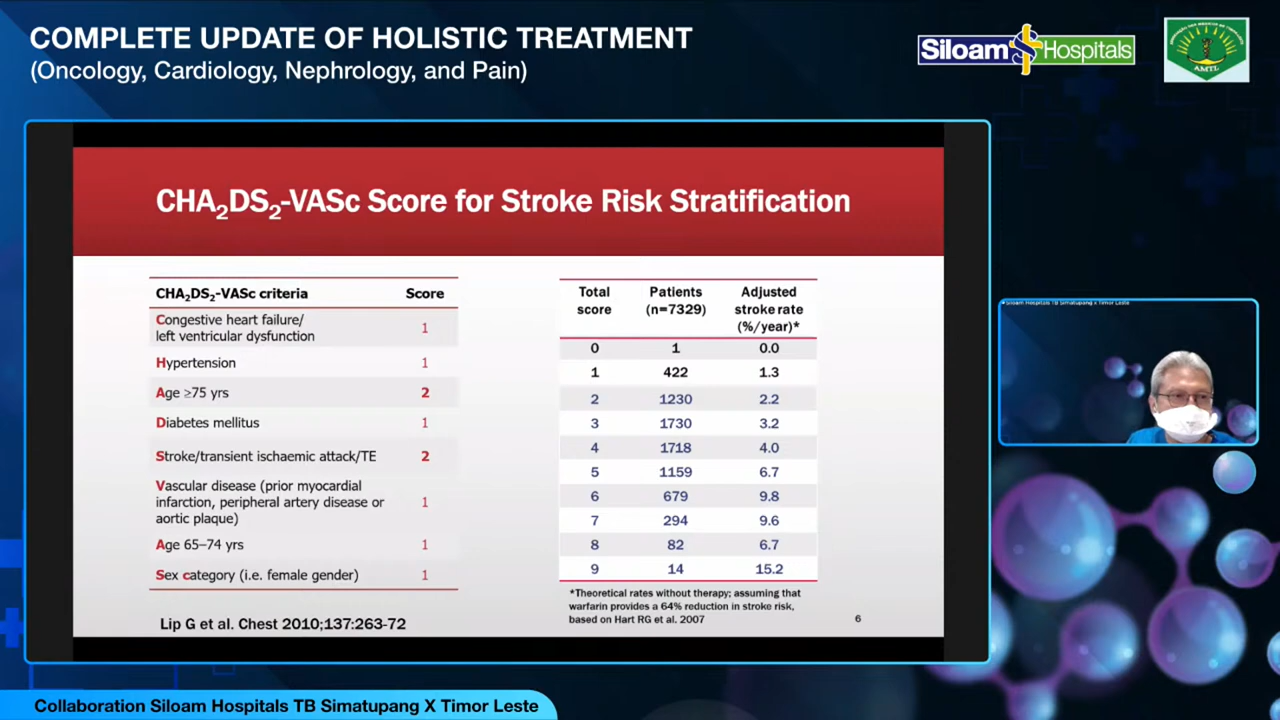 COMPLETE UPDATE OF HOLISTIC TREATMENT
(Oncology, Cardiology, Nephrology, and Pain)
Siloam Hospitals
AMTL
CHA2DS2-VASc Score for Stroke Risk Stratification
CHA2DS2-VASc criteria Score
Congestive heart failure/
left ventricular dysfunction 1
Hypertension 1
Age ≥75 yrs 2
Diabetes mellitus 1
Stroke/transient ischaemic attack/TE 2
Vascular disease (prior myocardial
infarction, peripheral artery disease or 1
aortic plaque)
Age 65–74 yrs 1
Sex category (i.e. female gender) 1
Lip G et al. Chest 2010;137:263-72
Total Patients Adjusted
score (n=7329) stroke rate
(%/year)*
0 1 0.0
1 422 1.3
2 1230 2.2
3 1730 3.2
4 1718 4.0
5 1159 6.7
6 679 9.8
7 294 9.6
8 82 6.7
9 14 15.2
*Theoretical rates without therapy; assuming that
warfarin provides a 64% reduction in stroke risk,
based on Hart RG et al. 2007
6
Siloam Hospitals TB Simatupang X Timor Leste
Collaboration Siloam Hospitals TB Simatupang X Timor Leste